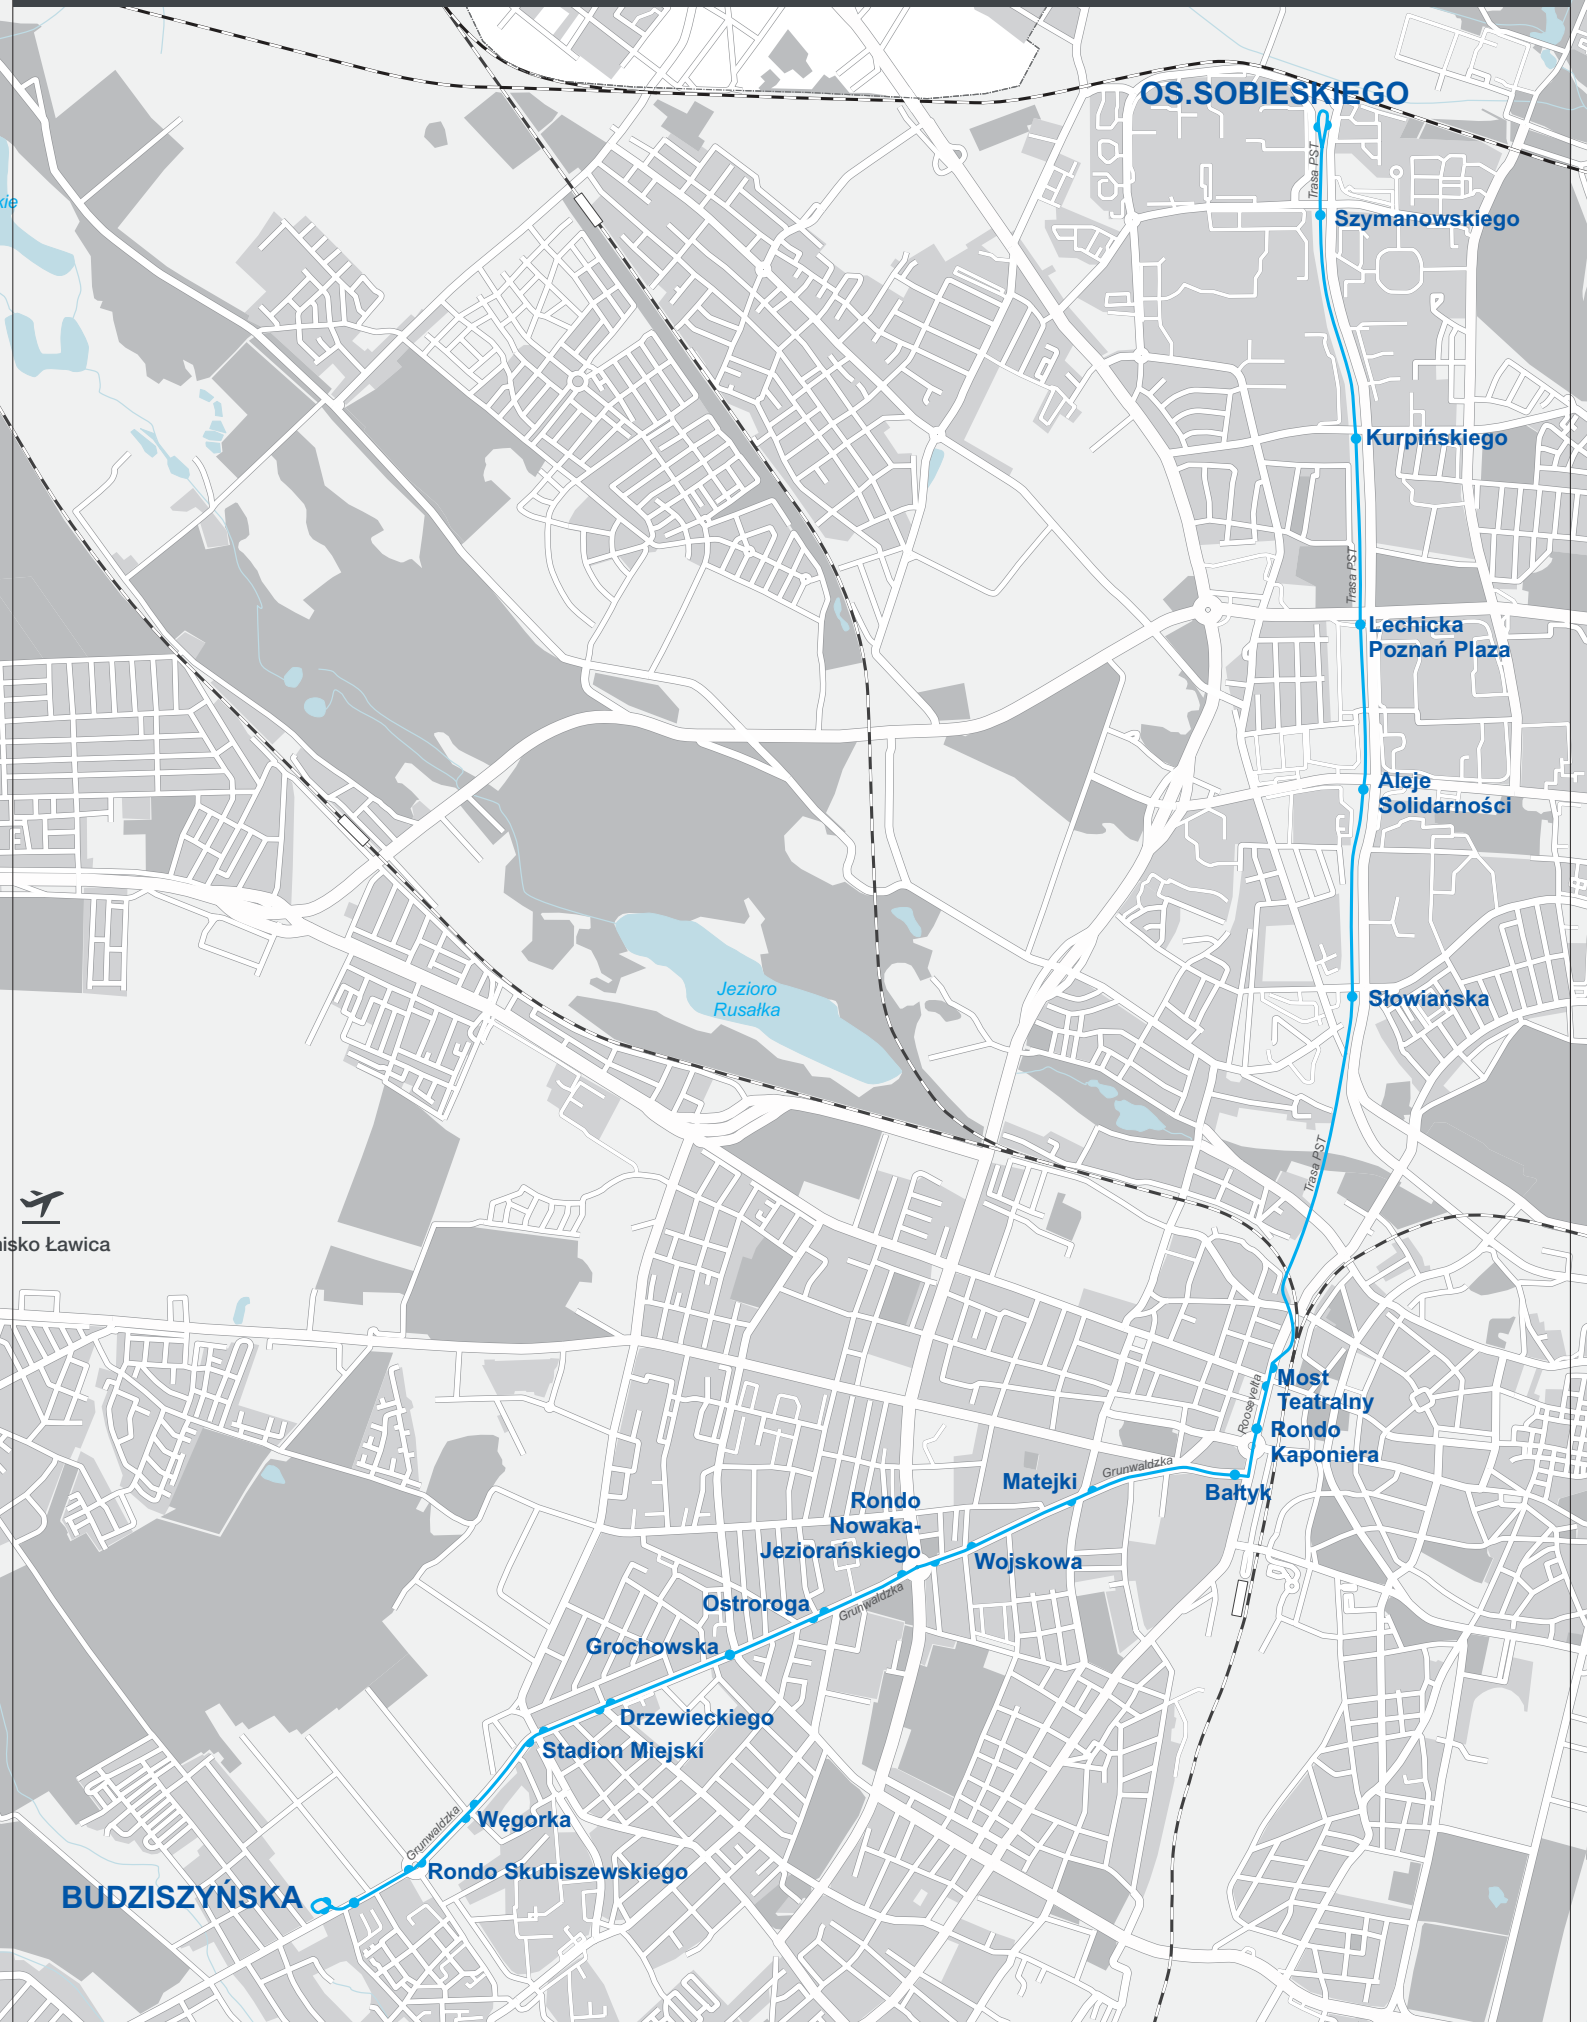 OS.SOBIESKIEGO
Trasa PST
kie
Szymanowskiego
Kurpińskiego
Trasa PST
Lechicka
Poznań Plaza
Aleje
Solidarności
Jezioro
Rusałka
Słowiańska
Trasa PST
isko Ławica
Most
Teatralny
Roosevelta
Rondo
Kaponiera
Grunwaldzka
Matejki
Bałtyk
Rondo
Nowaka-
Jeziorańskiego
Wojskowa
Ostroroga
Grunwaldzka
Grochowska
Drzewieckiego
Stadion Miejski
Węgorka
Grunwaldzka
Rondo Skubiszewskiego
BUDZISZYŃSKA